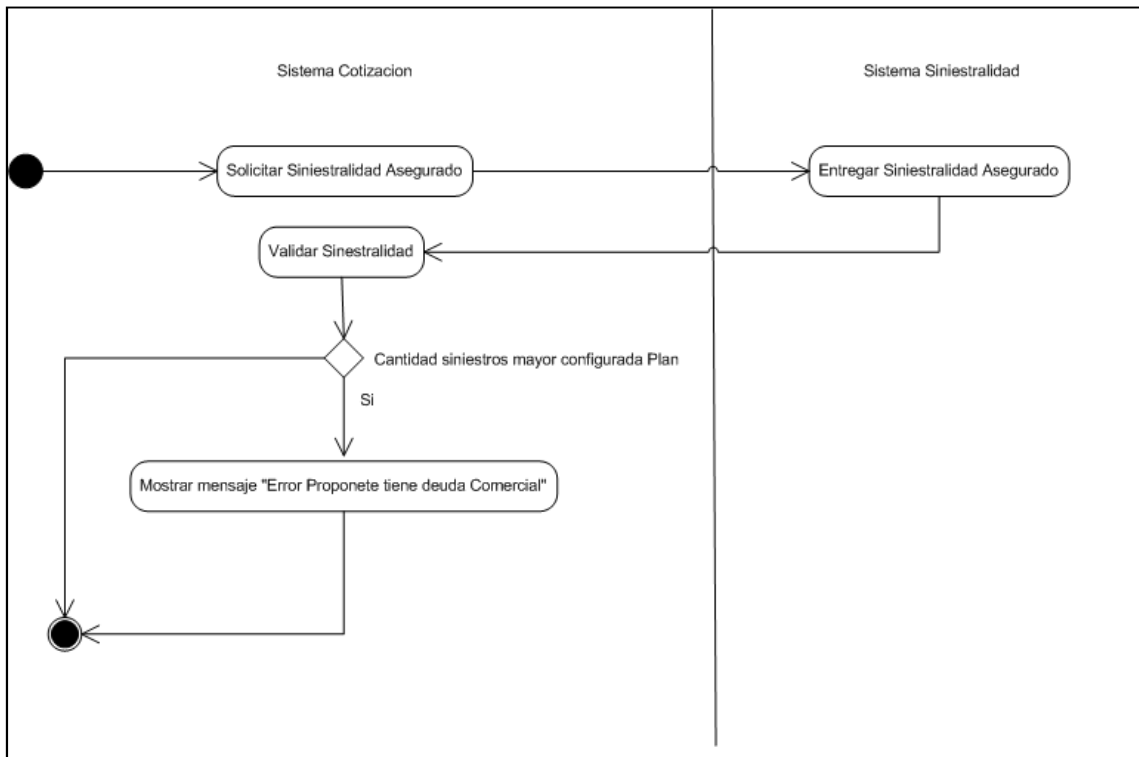 Sistema Cotizacion
Sistema Siniestralidad
Solicitar Siniestralidad Asegurado
Entregar Siniestralidad Asegurado
Validar Sinestralidad
Cantidad siniestros mayor configurada Plan
Si
Mostrar mensaje "Error Proponete tiene deuda Comercial"